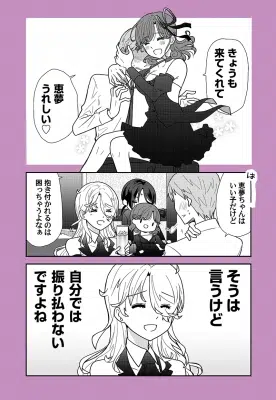 きょうも
来てくれて
恵夢
うれしい♡
は
恵夢ちゃんは
いい子だけど
抱き付かれるのは
困っちゃうよなぁ
そうは
言うけど
自分では
振り払わない
ですよね